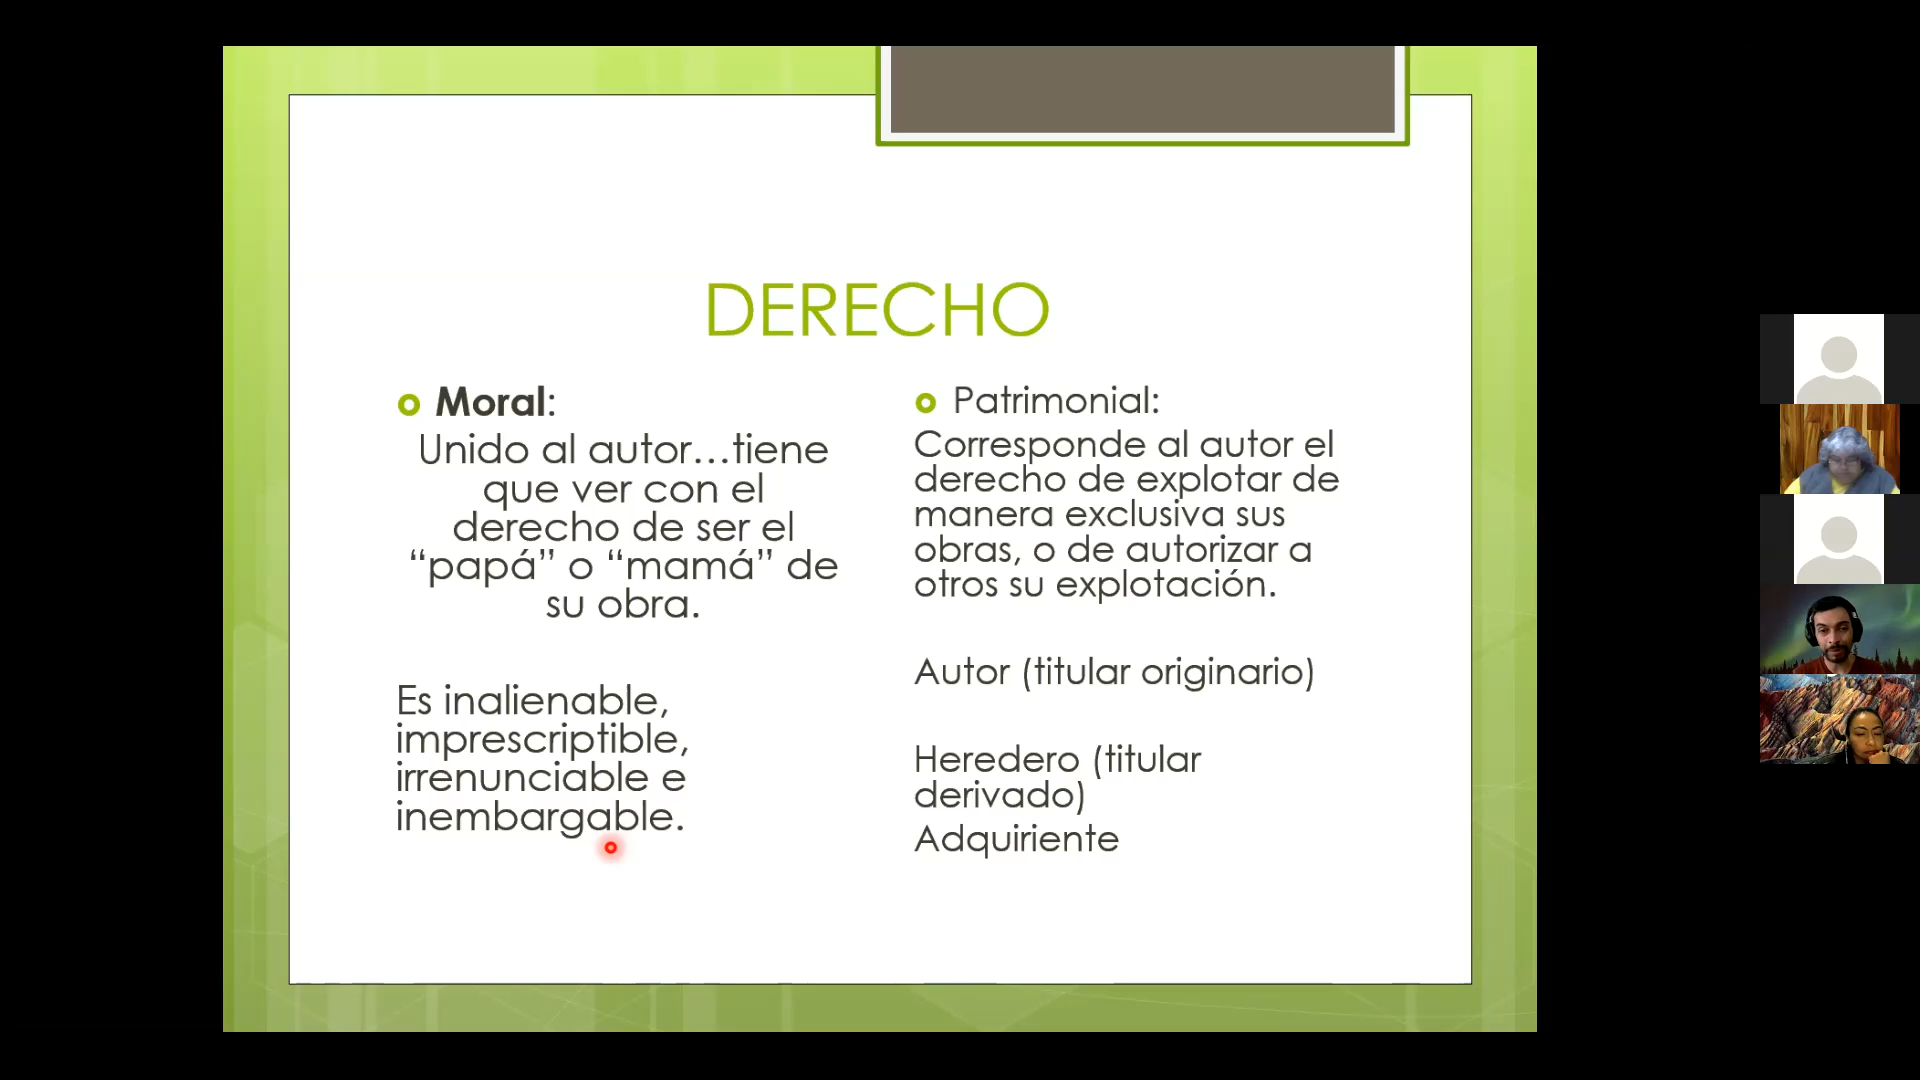 DERECHO
Moral:
Unido al autor...tiene
que ver con el
derecho de ser el
“papá” o “mamá” de
su obra.
Es inalienable,
imprescriptible,
irrenunciable e
inembargable.
Patrimonial:
Corresponde al autor el
derecho de explotar de
manera exclusiva sus
obras, o de autorizar a
otros su explotación.
Autor (titular originario)
Heredero (titular
derivado)
Adquiriente